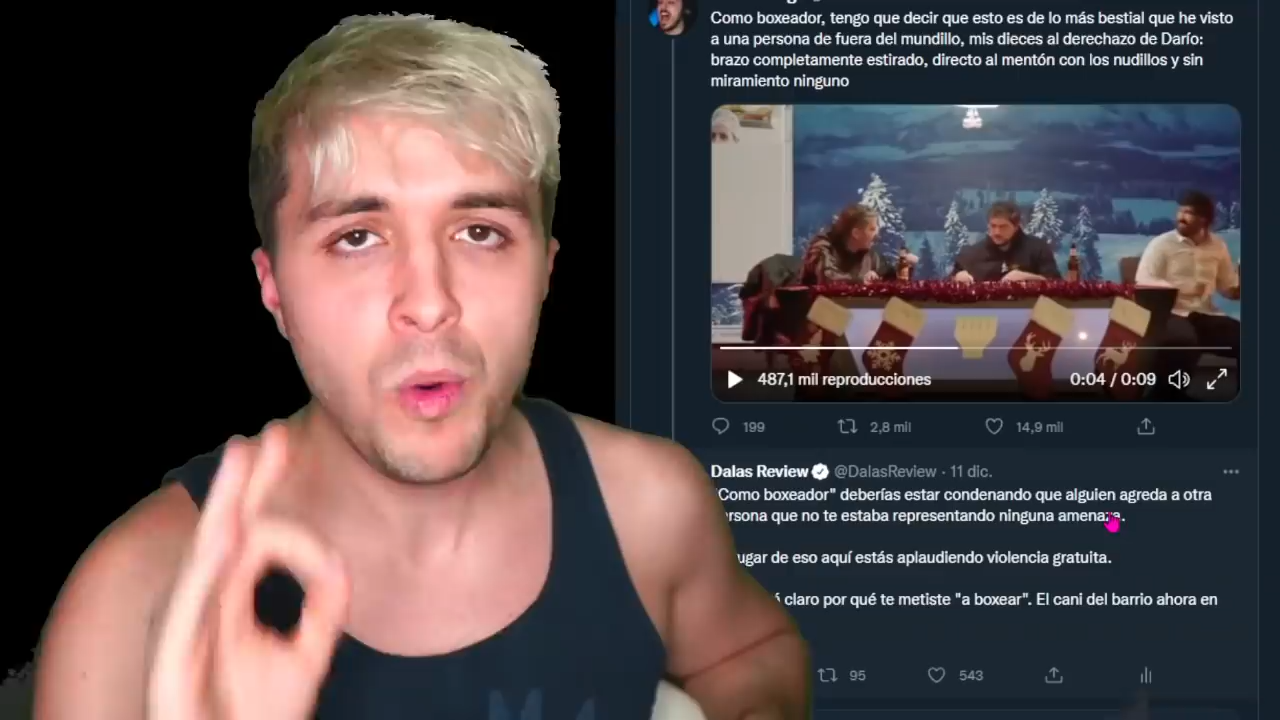 Como boxeador, tengo que decir que esto es de lo más bestial que he visto
a una persona de fuera del mundillo, mis dieces al derechazo de Darío:
brazo completamente estirado, directo al mentón con los nudillos y sin
miramiento ninguno
487,1 mil reproducciones
0:04 / 0:09
199
2,8 mil
14,9 mil
Dalas Review @DalasReview · 11 dic.
"Como boxeador" deberías estar condenando que alguien agreda a otra
persona que no te estaba representando ninguna amenaza.
lugar de eso aquí estás aplaudiendo violencia gratuita.
claro por qué te metiste "a boxear". El cani del barrio ahora en
95
543